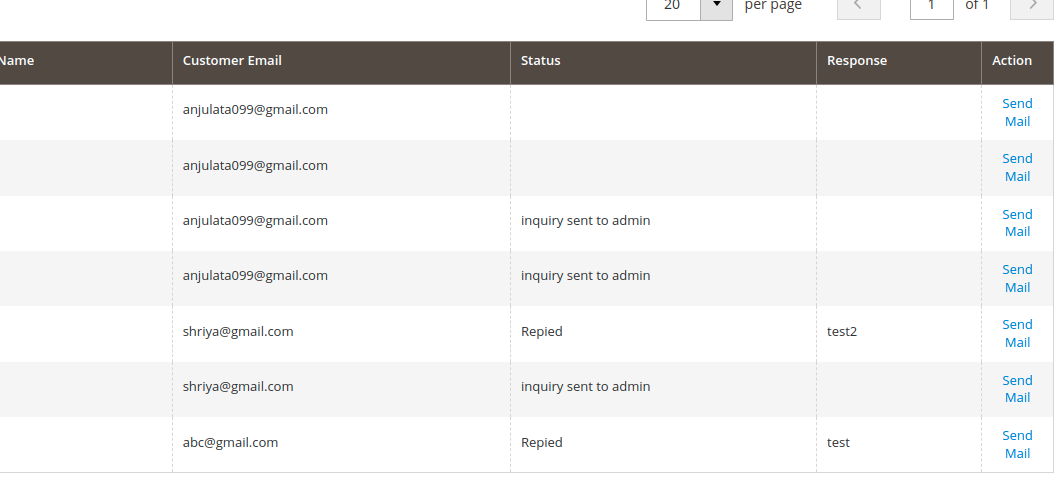 20 per page 1 of 1
Name Customer Email Status Response Action
anjulata099@gmail.com Send
Mail
anjulata099@gmail.com Send
Mail
anjulata099@gmail.com inquiry sent to admin Send
Mail
anjulata099@gmail.com inquiry sent to admin Send
Mail
shriya@gmail.com Repied test2 Send
Mail
shriya@gmail.com inquiry sent to admin Send
Mail
abc@gmail.com Repied test Send
Mail